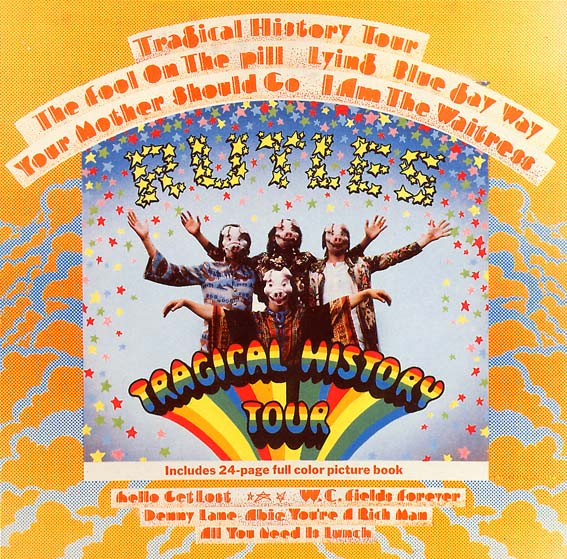 Tragical History Tour
The Fool On The pill Lying Blue Gay Way
Your Mother Should Go I Am The Waitress
RUTLES
TRAGICAL HISTORY
TOUR
Includes 24-page full color picture book
hello Get Lost W.C. fields forever
Denny Lane Abie You're A Rich Man
All You Need Is Lunch